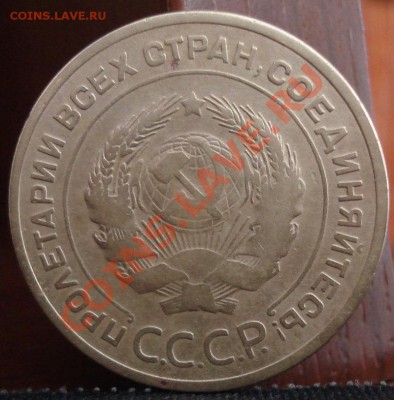 COINS.LAVE.RU
ПРОЛЕТАРИИ ВСЕХ СТРАН, СОЕДИНЯЙТЕСЬ!
С.С.С.Р.
COINS.LAVE.RU